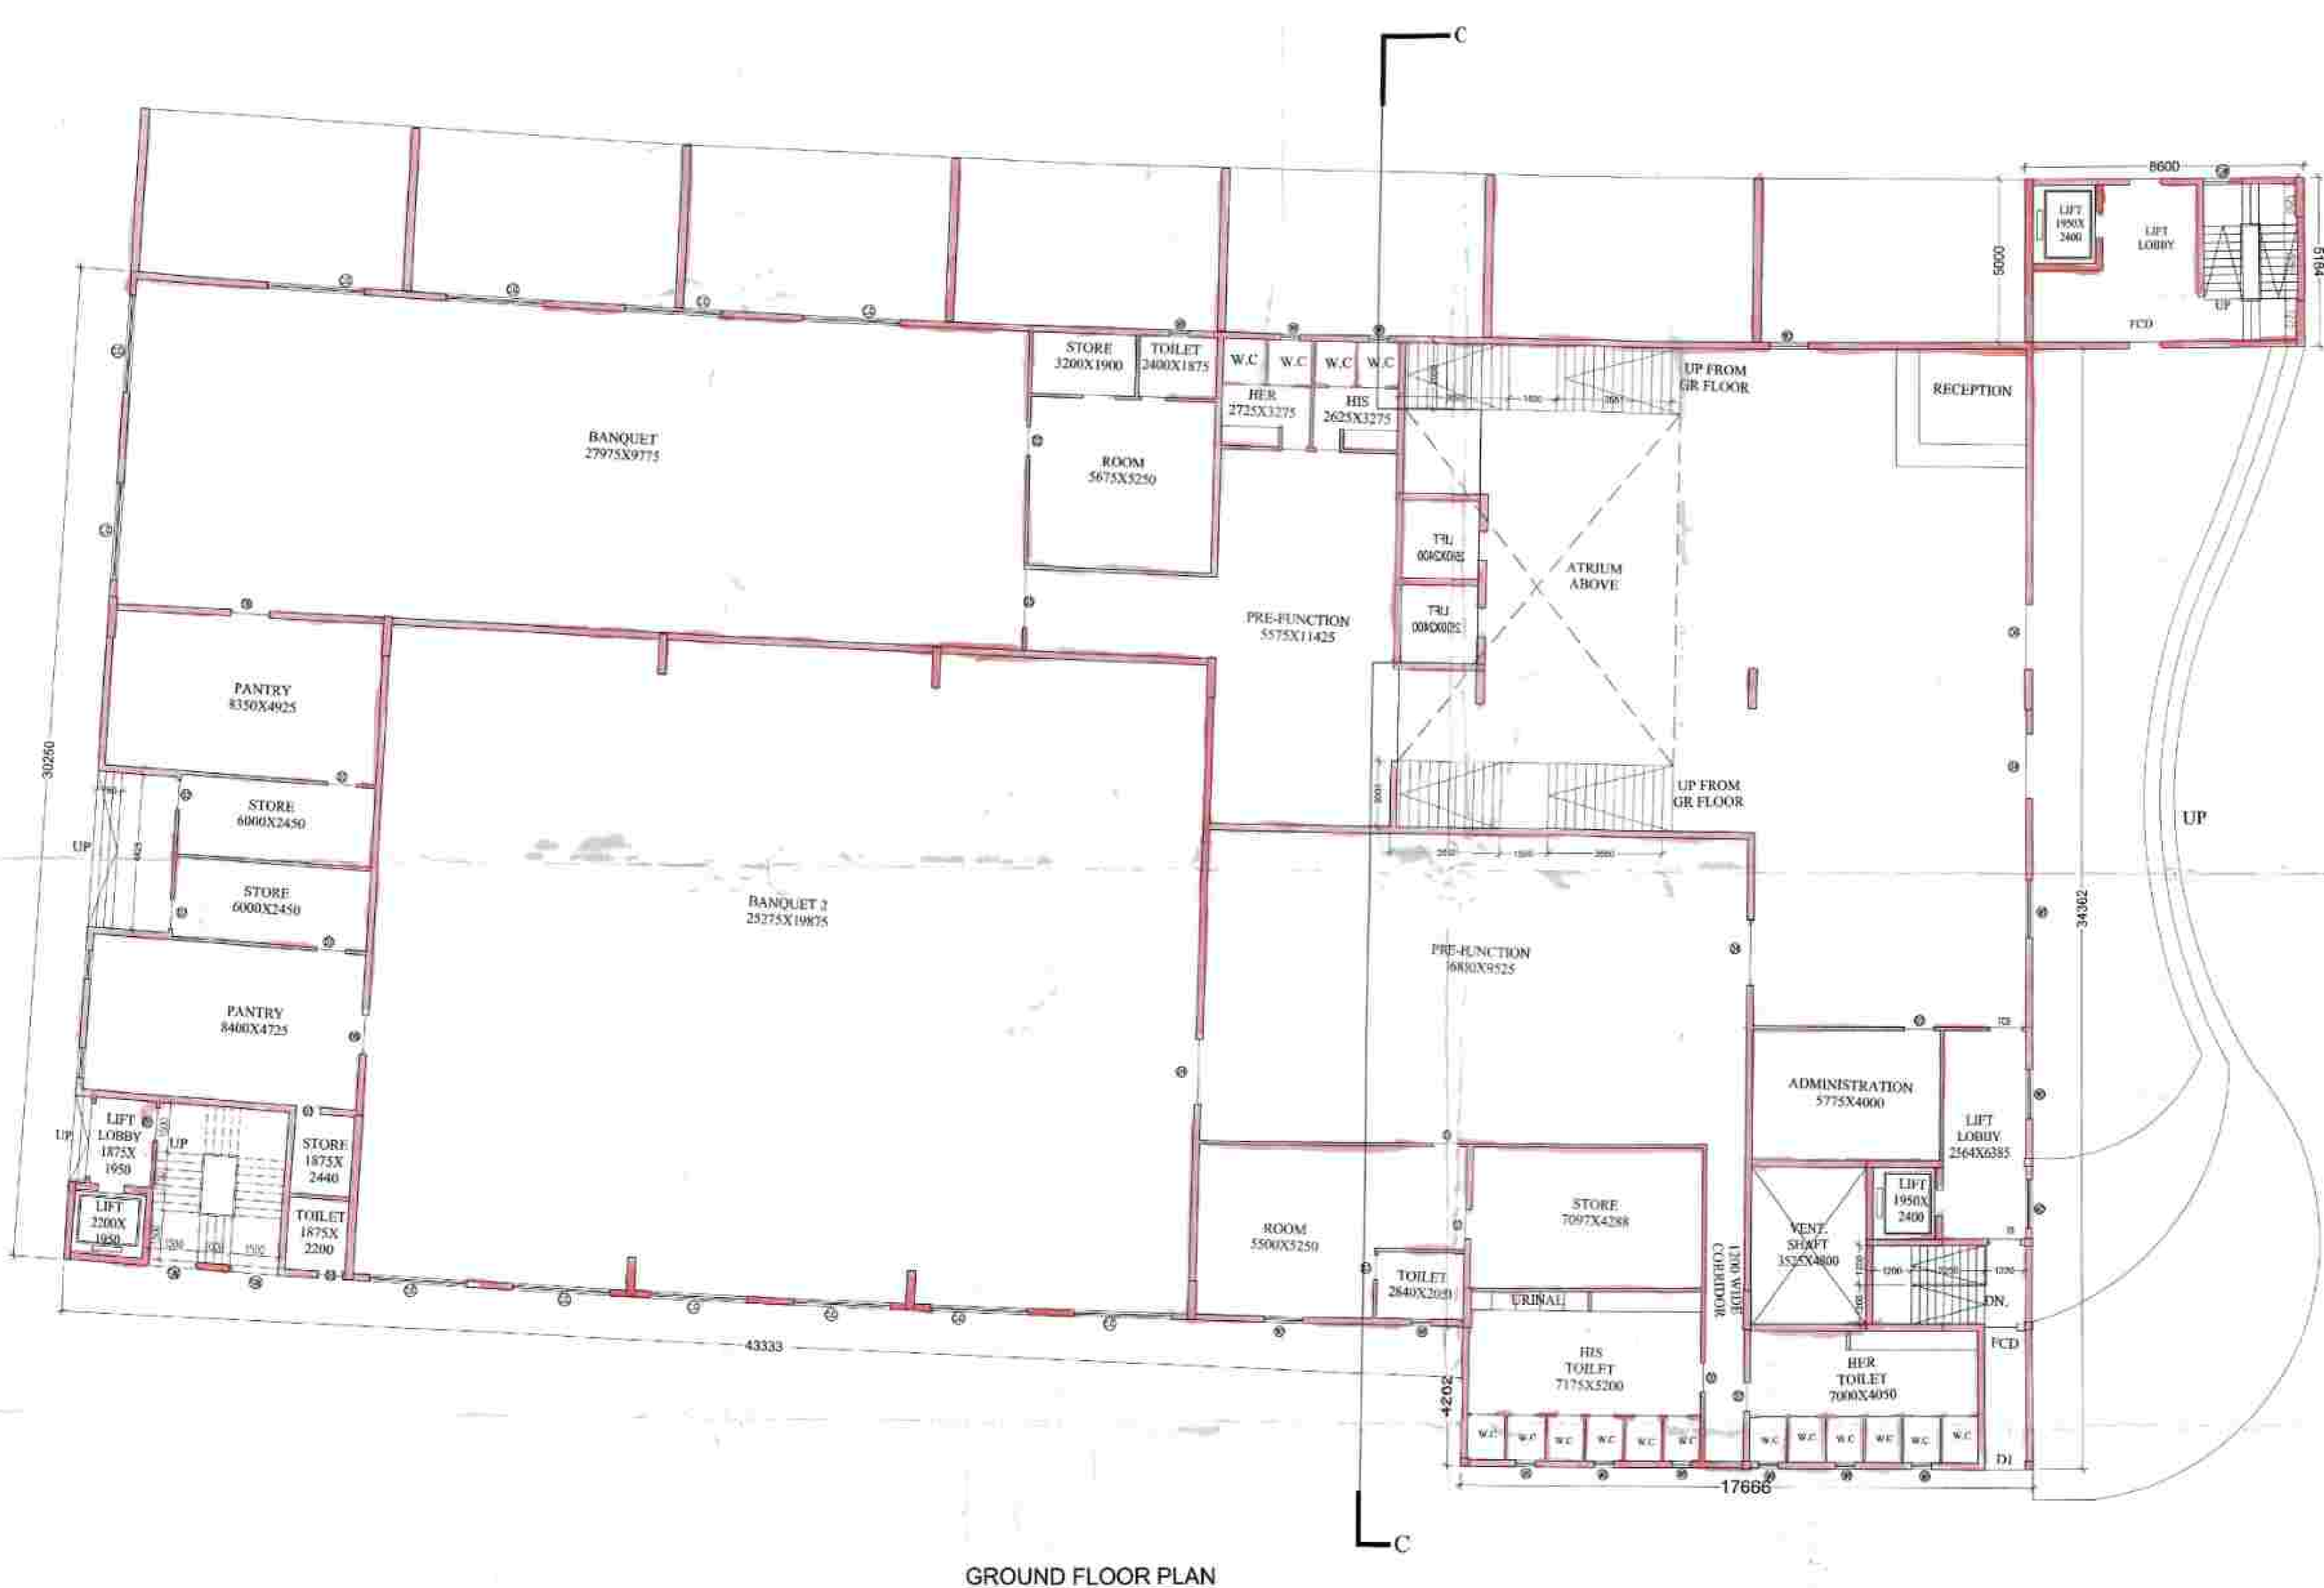 C
8600
5184
5000
LIFT
1950X
2400
LIFT
LOBBY
UP
FCD
STORE
3200X1900
TOILET
2400X1875
W.C
W.C
W.C
W.C
HER
2725X3275
HIS
2625X3275
UP FROM
GR FLOOR
RECEPTION
BANQUET
27975X9775
ROOM
5675X5250
LIFT
LIFT
ATRIUM
ABOVE
PRE-FUNCTION
5575X11425
PANTRY
8350X4925
30250
STORE
6000X2450
UP
UP FROM
GR FLOOR
UP
STORE
6000X2450
BANQUET 2
25275X19875
34362
PRE-FUNCTION
PANTRY
8400X4725
ADMINISTRATION
5775X4000
LIFT
LOBBY
1875X
1950
UP
UP
STORE
1875X
2440
LIFT
LOBBY
2564X6385
LIFT
2200X
1950
TOILET
1875X
2200
1500
1500
ROOM
5500X5250
STORE
7097X4288
1200 WIDE
CORRIDOR
VENT.
SHAFT
3525X4800
LIFT
1950X
2400
1200
DN.
TOILET
URINAL
43333
4202
HIS
TOILET
7175X5200
HER
TOILET
7000X4050
FCD
W.C
W.C
W.C
W.C
W.C
W.C
W.C
W.C
W.C
W.C
W.C
W.C
D1
17666
C
GROUND FLOOR PLAN